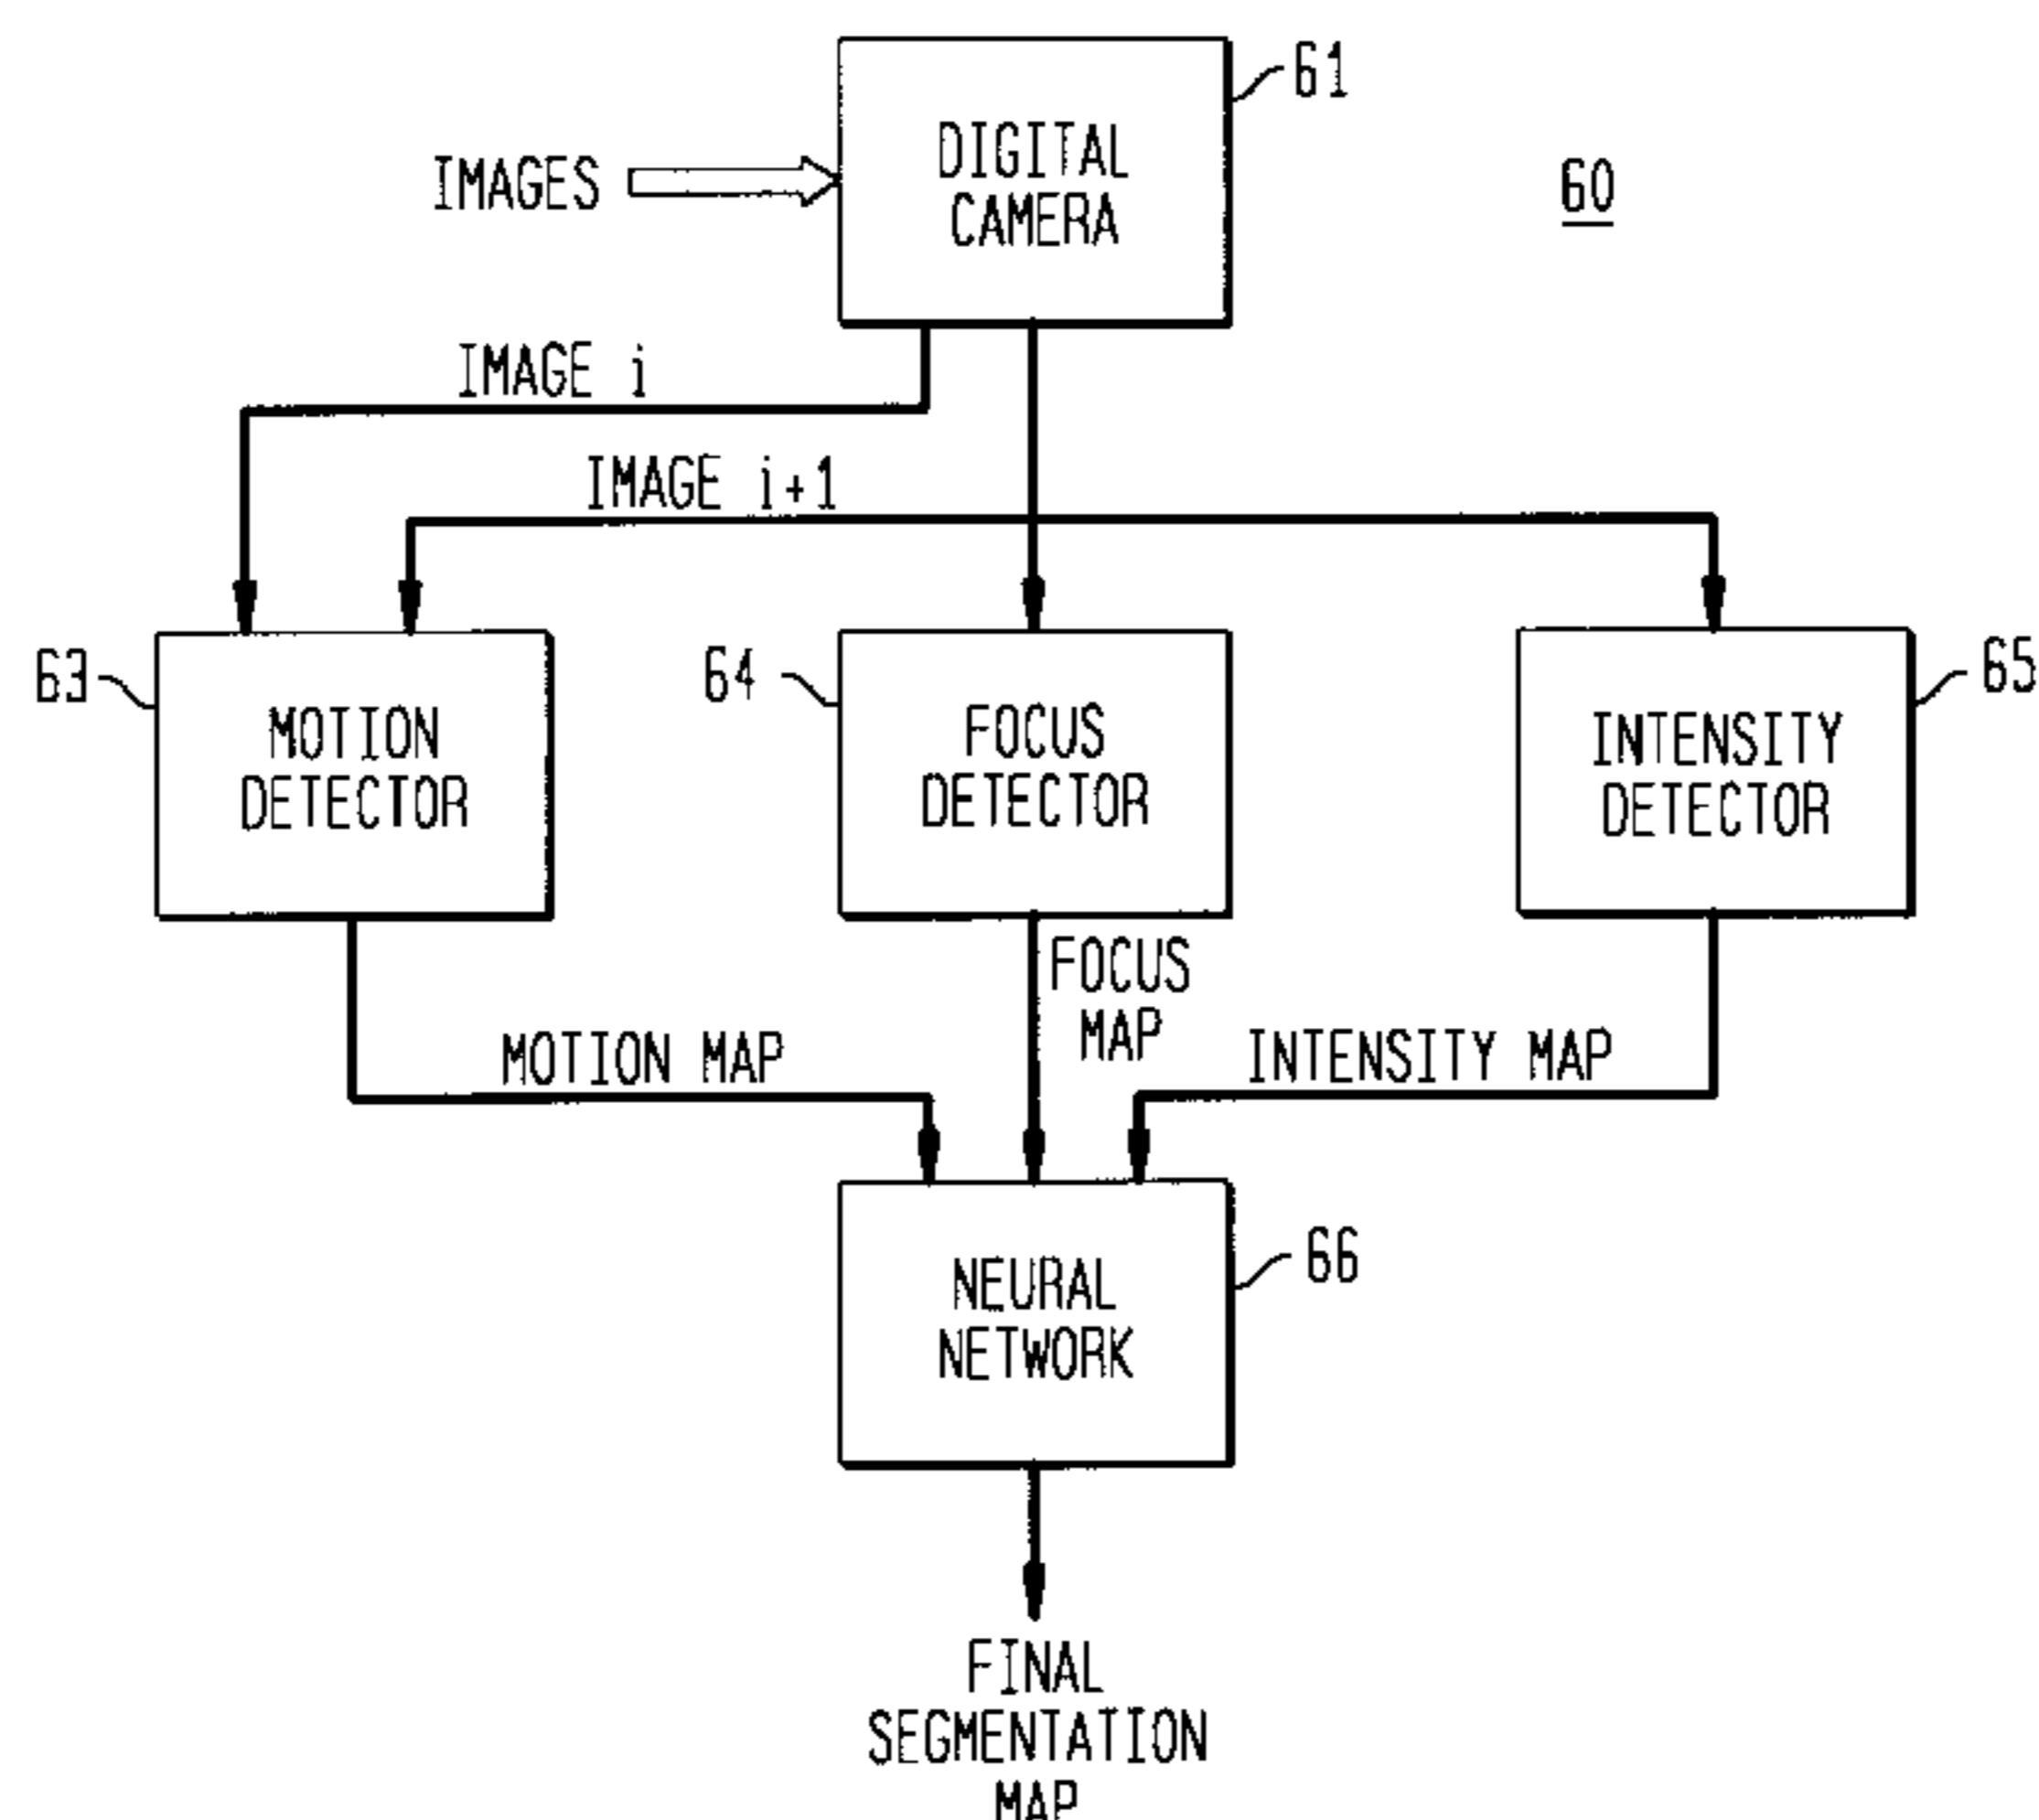 61
DIGITAL
CAMERA
IMAGES
60
IMAGE i
IMAGE i+1
63
MOTION
DETECTOR
64
FOCUS
DETECTOR
65
INTENSITY
DETECTOR
FOCUS
MAP
MOTION MAP
INTENSITY MAP
NEURAL
NETWORK
66
FINAL
SEGMENTATION
MAP